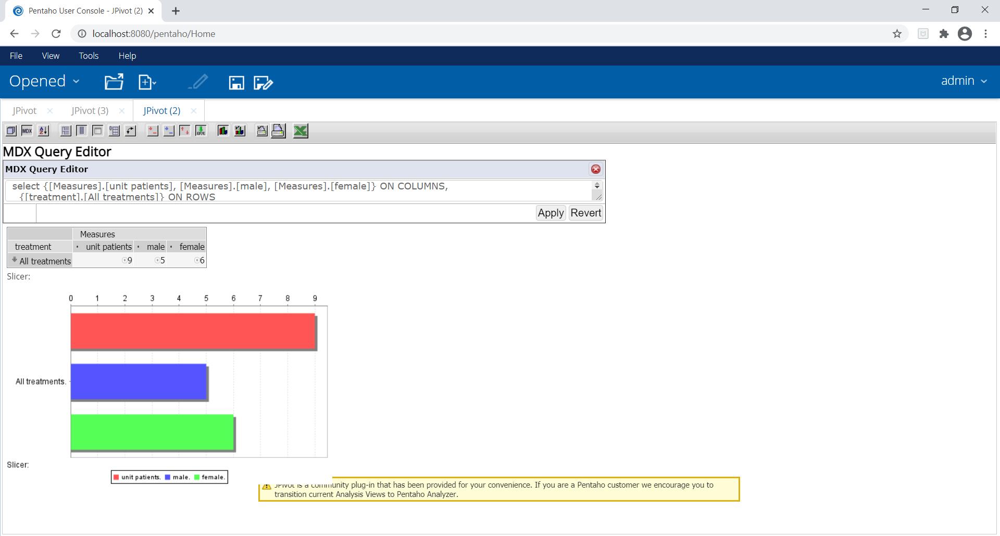 Pentaho User Console - JPivot (2)
localhost:8080/pentaho/Home
File View Tools Help
Opened
admin
JPivot JPivot (3) JPivot (2)
MDX
MDX Query Editor
MDX Query Editor
select {[Measures].[unit patients], [Measures].[male], [Measures].[female]} ON COLUMNS,
{[treatment].[All treatments]} ON ROWS
Apply Revert
Measures
treatment unit patients male female
All treatments 9 5 6
Slicer:
0 1 2 3 4 5 6 7 8 9
All treatments.
Slicer:
unit patients. male. female.
JPivot is a community plug-in that has been provided for your convenience. If you are a Pentaho customer we encourage you to
transition current Analysis Views to Pentaho Analyzer.